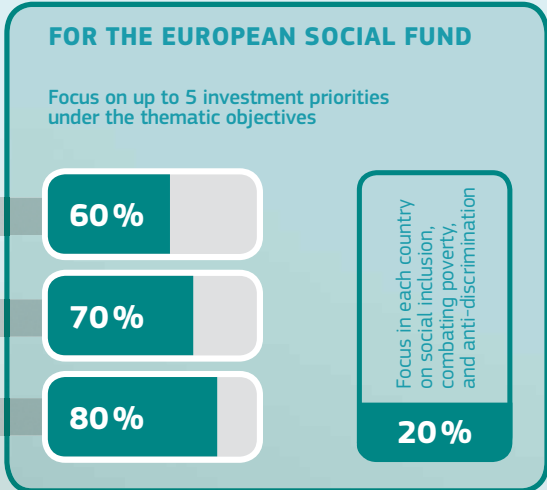 FOR THE EUROPEAN SOCIAL FUND
Focus on up to 5 investment priorities
under the thematic objectives
60%
70%
80%
Focus in each country
on social inclusion,
combating poverty,
and anti-discrimination
20%